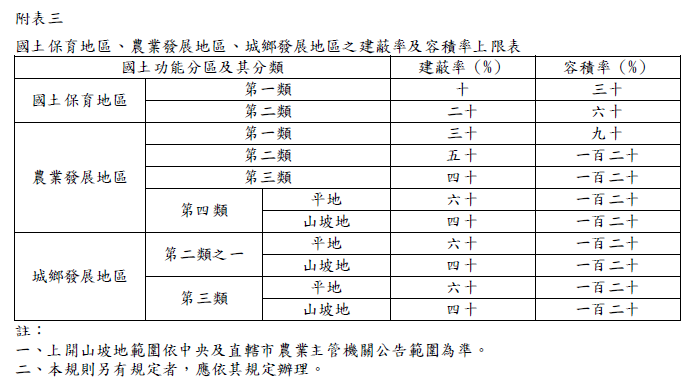 附表三
國土保育地區、農業發展地區、城鄉發展地區之建蔽率及容積率上限表
國土功能分區及其分類 建蔽率(%) 容積率(%)
國土保育地區 第一類 十 三十
第二類 二十 六十
農業發展地區 第一類 三十 九十
第二類 五十 一百二十
第三類 四十 一百二十
第四類 平地 六十 一百二十
山坡地 四十 一百二十
城鄉發展地區 第二類之一 平地 六十 一百二十
山坡地 四十 一百二十
第三類 平地 六十 一百二十
山坡地 四十 一百二十
註：
一、上開山坡地範圍依中央及直轄市農業主管機關公告範圍為準。
二、本規則另有規定者，應依其規定辦理。